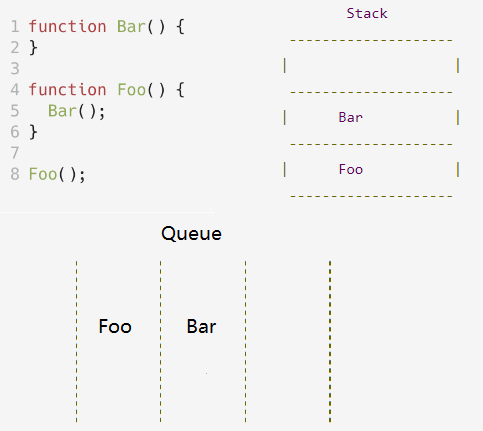 1 function Bar() {
2 }
3
4 function Foo() {
5   Bar();
6 }
7
8 Foo();
Stack
Bar
Foo
Queue
Foo Bar